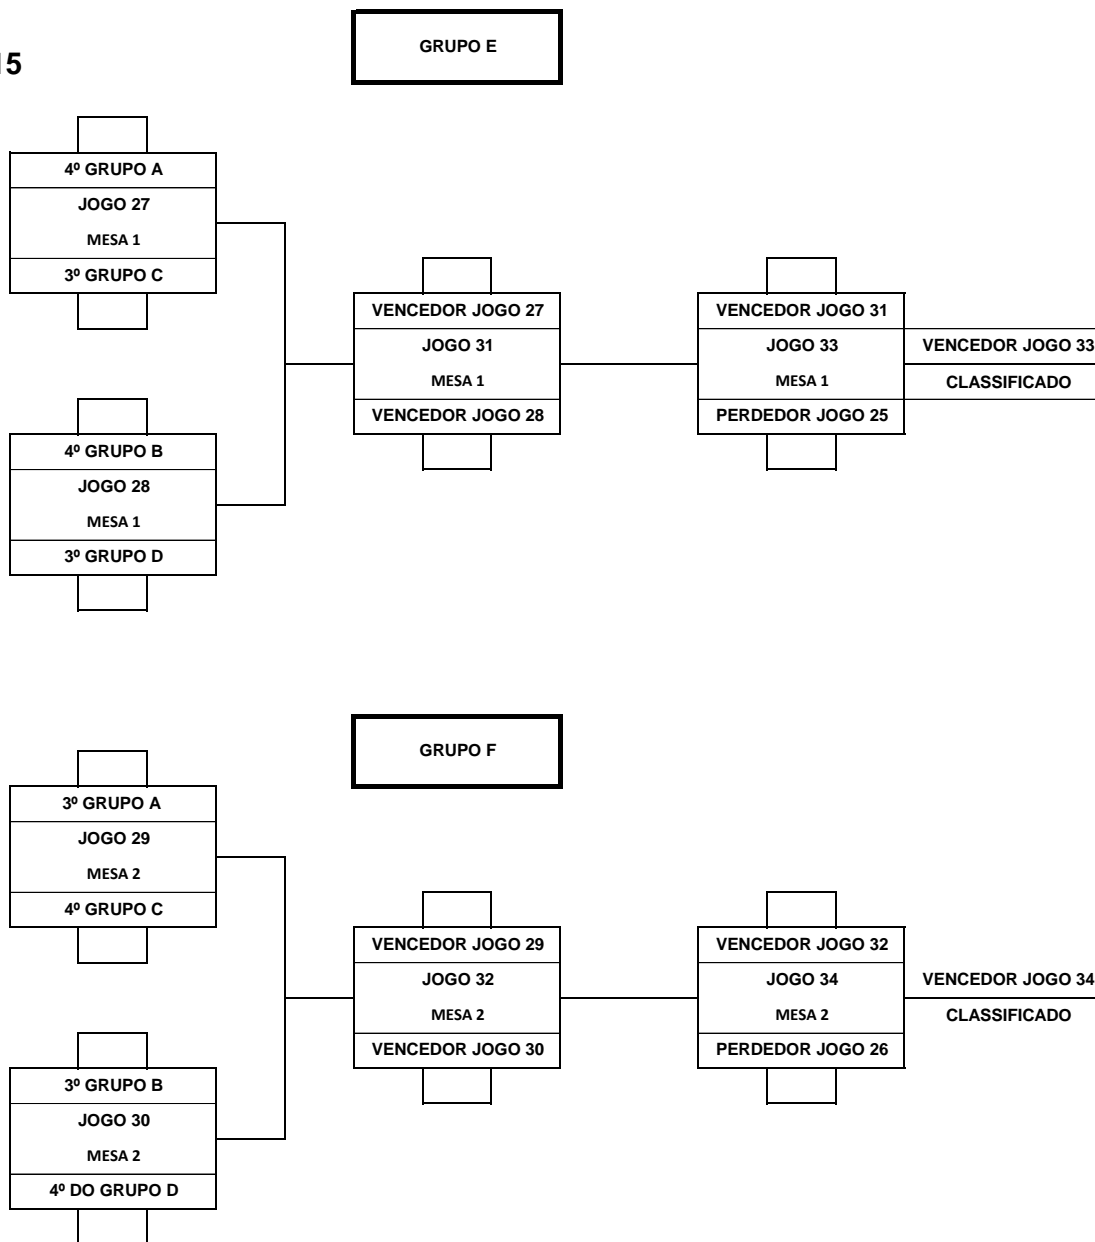 GRUPO E
15
4º GRUPO A
JOGO 27
MESA 1
3º GRUPO C
VENCEDOR JOGO 27
JOGO 31
MESA 1
VENCEDOR JOGO 28
VENCEDOR JOGO 31
JOGO 33
MESA 1
PERDEDOR JOGO 25
VENCEDOR JOGO 33
CLASSIFICADO
4º GRUPO B
JOGO 28
MESA 1
3º GRUPO D
GRUPO F
3º GRUPO A
JOGO 29
MESA 2
4º GRUPO C
VENCEDOR JOGO 29
JOGO 32
MESA 2
VENCEDOR JOGO 30
VENCEDOR JOGO 32
JOGO 34
MESA 2
PERDEDOR JOGO 26
VENCEDOR JOGO 34
CLASSIFICADO
3º GRUPO B
JOGO 30
MESA 2
4º DO GRUPO D